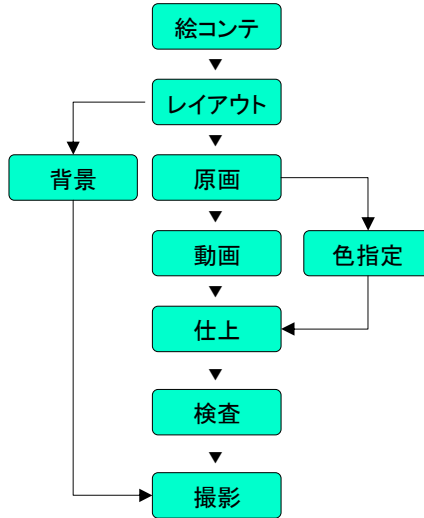 絵コンテ
レイアウト
背景
原画
動画
色指定
仕上
検査
撮影